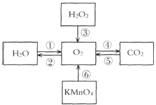 H₂O₂
③
H₂O ① ② O₂ ④ ⑤ CO₂
⑥
KMnO₄